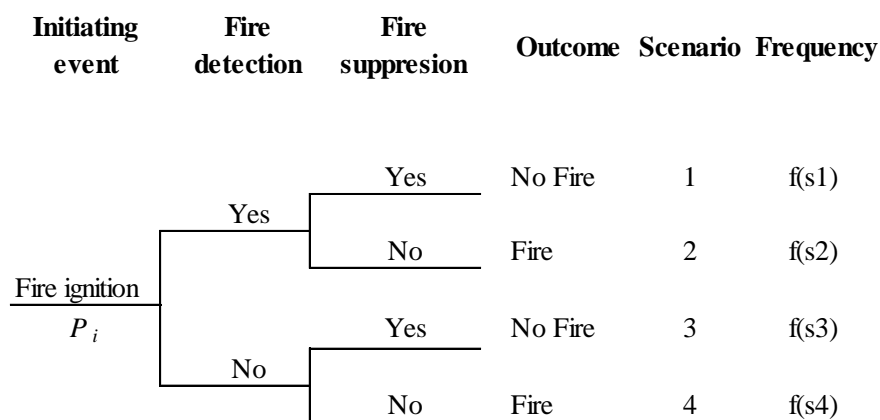 Initiating event Fire detection Fire suppresion Outcome Scenario Frequency
Yes No Fire 1 f(s1)
Yes
No Fire 2 f(s2)
Fire ignition
P i
Yes No Fire 3 f(s3)
No
No Fire 4 f(s4)